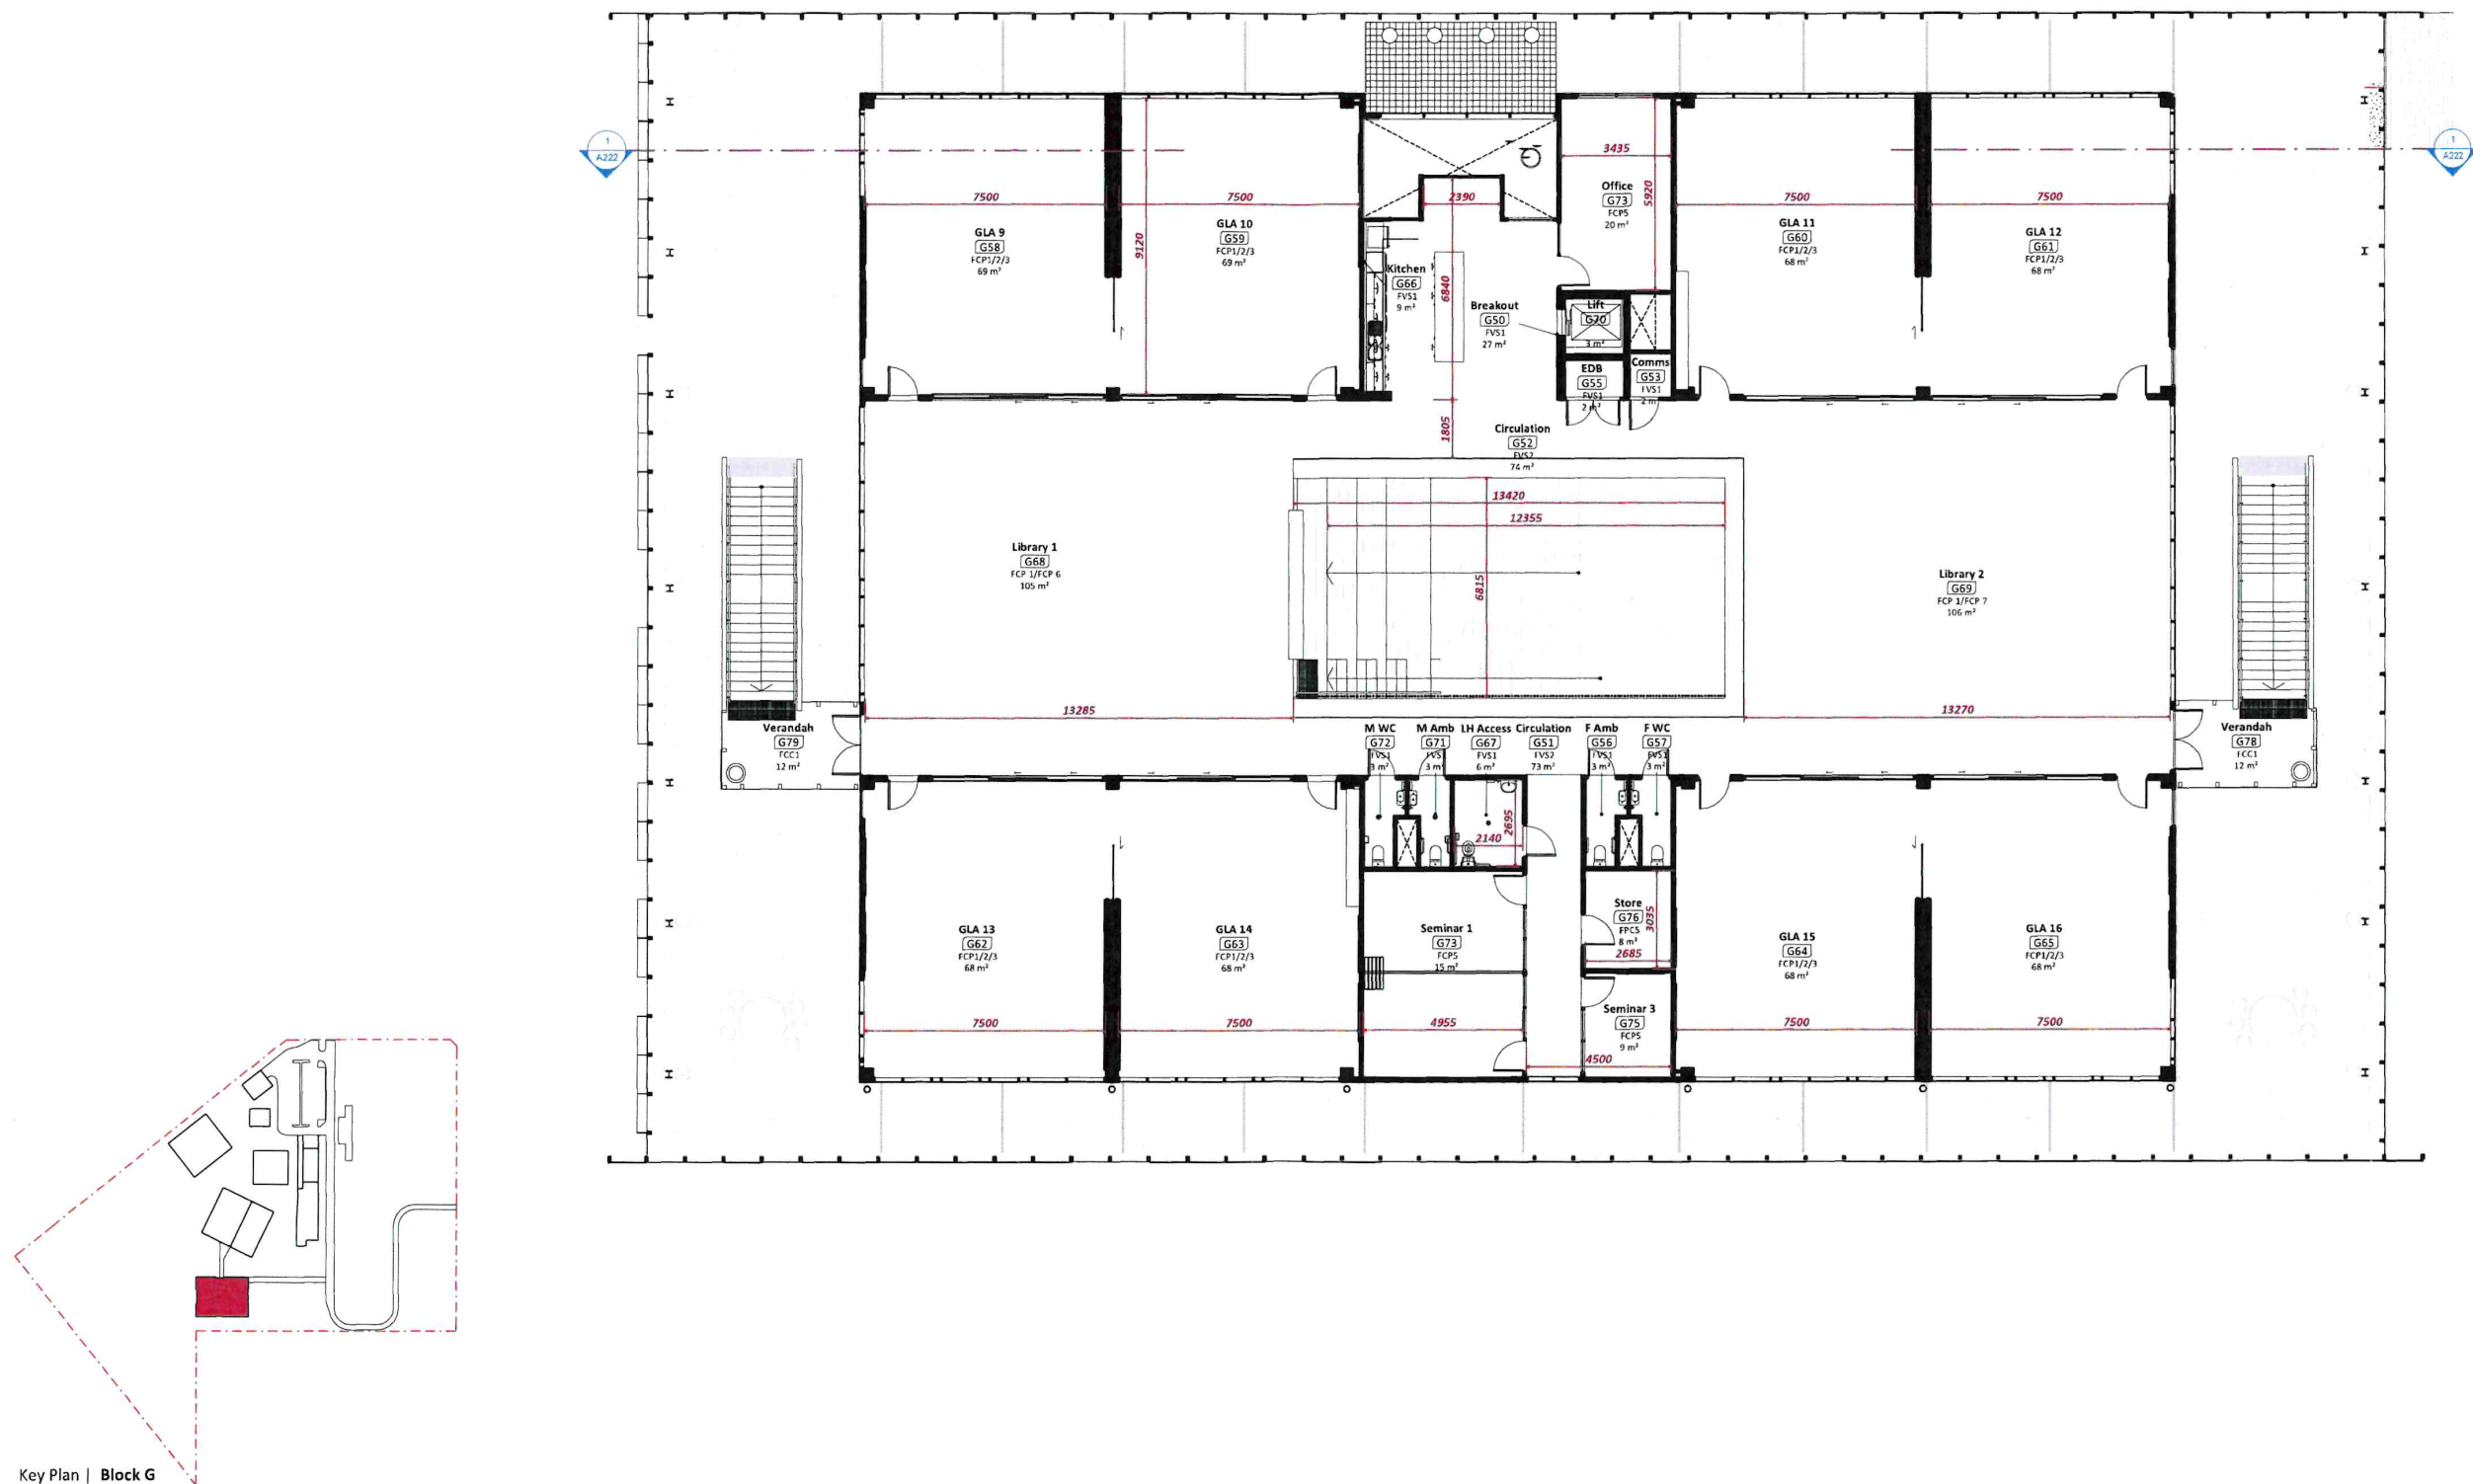 1
A222
1
A222
3435
Office
G73
FCP5
20 m²
5920
7500
7500
2390
7500
7500
GLA 9
G58
FCP1/2/3
69 m²
9120
GLA 10
G59
FCP1/2/3
69 m²
GLA 11
G60
FCP1/2/3
68 m²
GLA 12
G61
FCP1/2/3
68 m²
Kitchen
G66
FVS1
9 m²
6840
Breakout
G50
FVS1
27 m²
Lift
G70
3 m²
EDB
G55
FVS1
2 m²
Comms
G53
FVS1
2 m
1805
Circulation
G52
FVS2
74 m²
13420
12355
6815
Library 1
G68
FCP 1/FCP 6
105 m²
Library 2
G69
FCP 1/FCP 7
106 m²
13285
13270
Verandah
G79
FCC1
12 m²
M WC
G72
FVS1
3 m²
M Amb
G71
FVS
3 m²
LH Access
G67
FVS1
6 m²
Circulation
G51
FVS2
73 m²
F Amb
G56
FVS1
3 m²
F WC
G57
FVS1
3 m²
Verandah
G78
FCC1
12 m²
2140
2695
GLA 13
G62
FCP1/2/3
68 m²
GLA 14
G63
FCP1/2/3
68 m²
Seminar 1
G73
FCP5
15 m²
Store
G76
FPC5
8 m²
3035
2685
GLA 15
G64
FCP1/2/3
68 m²
GLA 16
G65
FCP1/2/3
68 m²
Seminar 3
G75
FCP5
9 m²
7500
7500
4955
4500
7500
7500
Key Plan | Block G